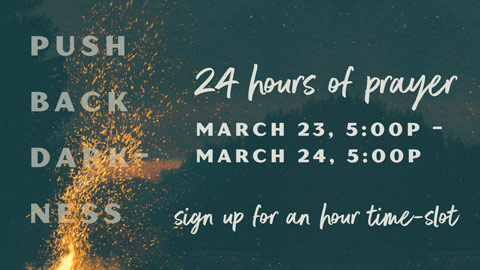 PUSH
BACK
DARK-
NESS
24 hours of prayer
MARCH 23, 5:00P –
MARCH 24, 5:00P
sign up for an hour time-slot